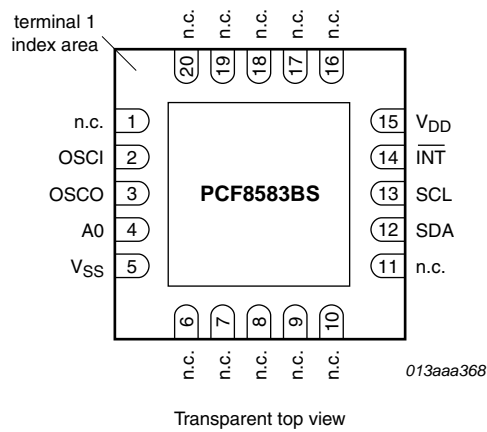 terminal 1
index area
n.c. n.c. n.c. n.c. n.c.
20 19 18 17 16
n.c. 1 15 VDD
OSCI 2 14 INT
OSCO 3 PCF8583BS 13 SCL
A0 4 12 SDA
VSS 5 11 n.c.
6 7 8 9 10
n.c. n.c. n.c. n.c. n.c.
013aaa368
Transparent top view